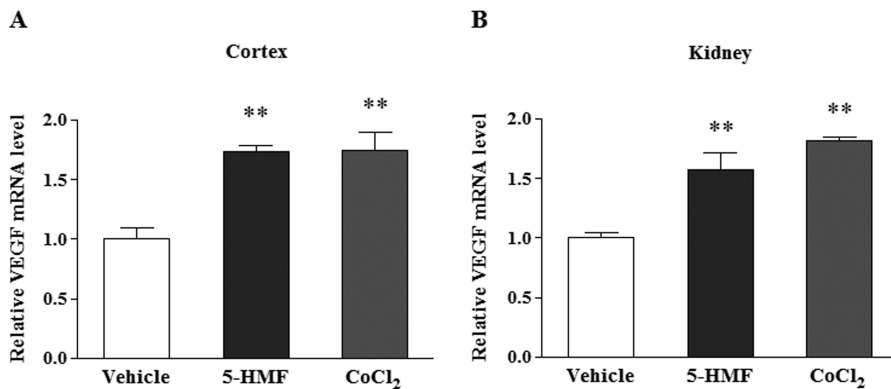 A
Cortex
Relative VEGF mRNA level
2.0
1.5
1.0
0.5
0.0
**
**
Vehicle 5-HMF CoCl₂
B
Kidney
Relative VEGF mRNA level
2.0
1.5
1.0
0.5
0.0
**
**
Vehicle 5-HMF CoCl₂